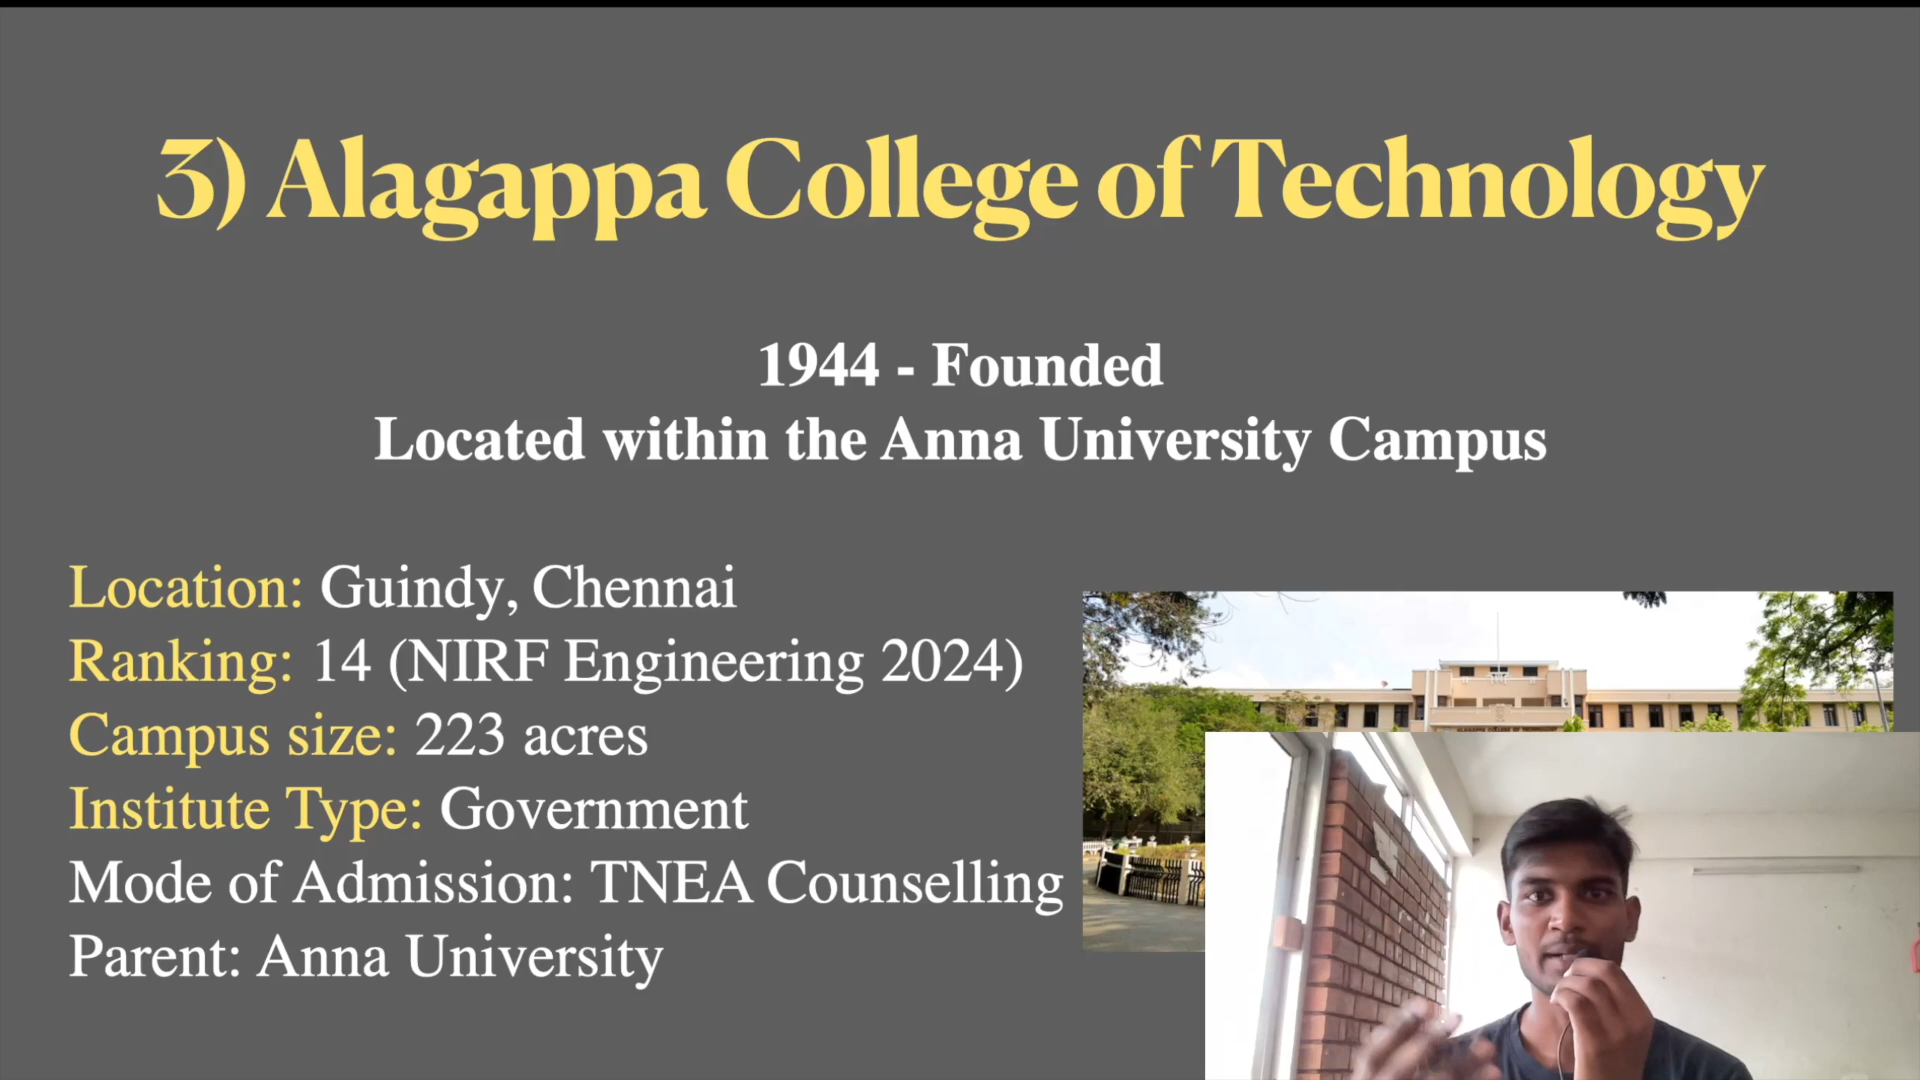 3) Alagappa College of Technology
1944 - Founded
Located within the Anna University Campus
Location: Guindy, Chennai
Ranking: 14 (NIRF Engineering 2024)
Campus size: 223 acres
Institute Type: Government
Mode of Admission: TNEA Counselling
Parent: Anna University